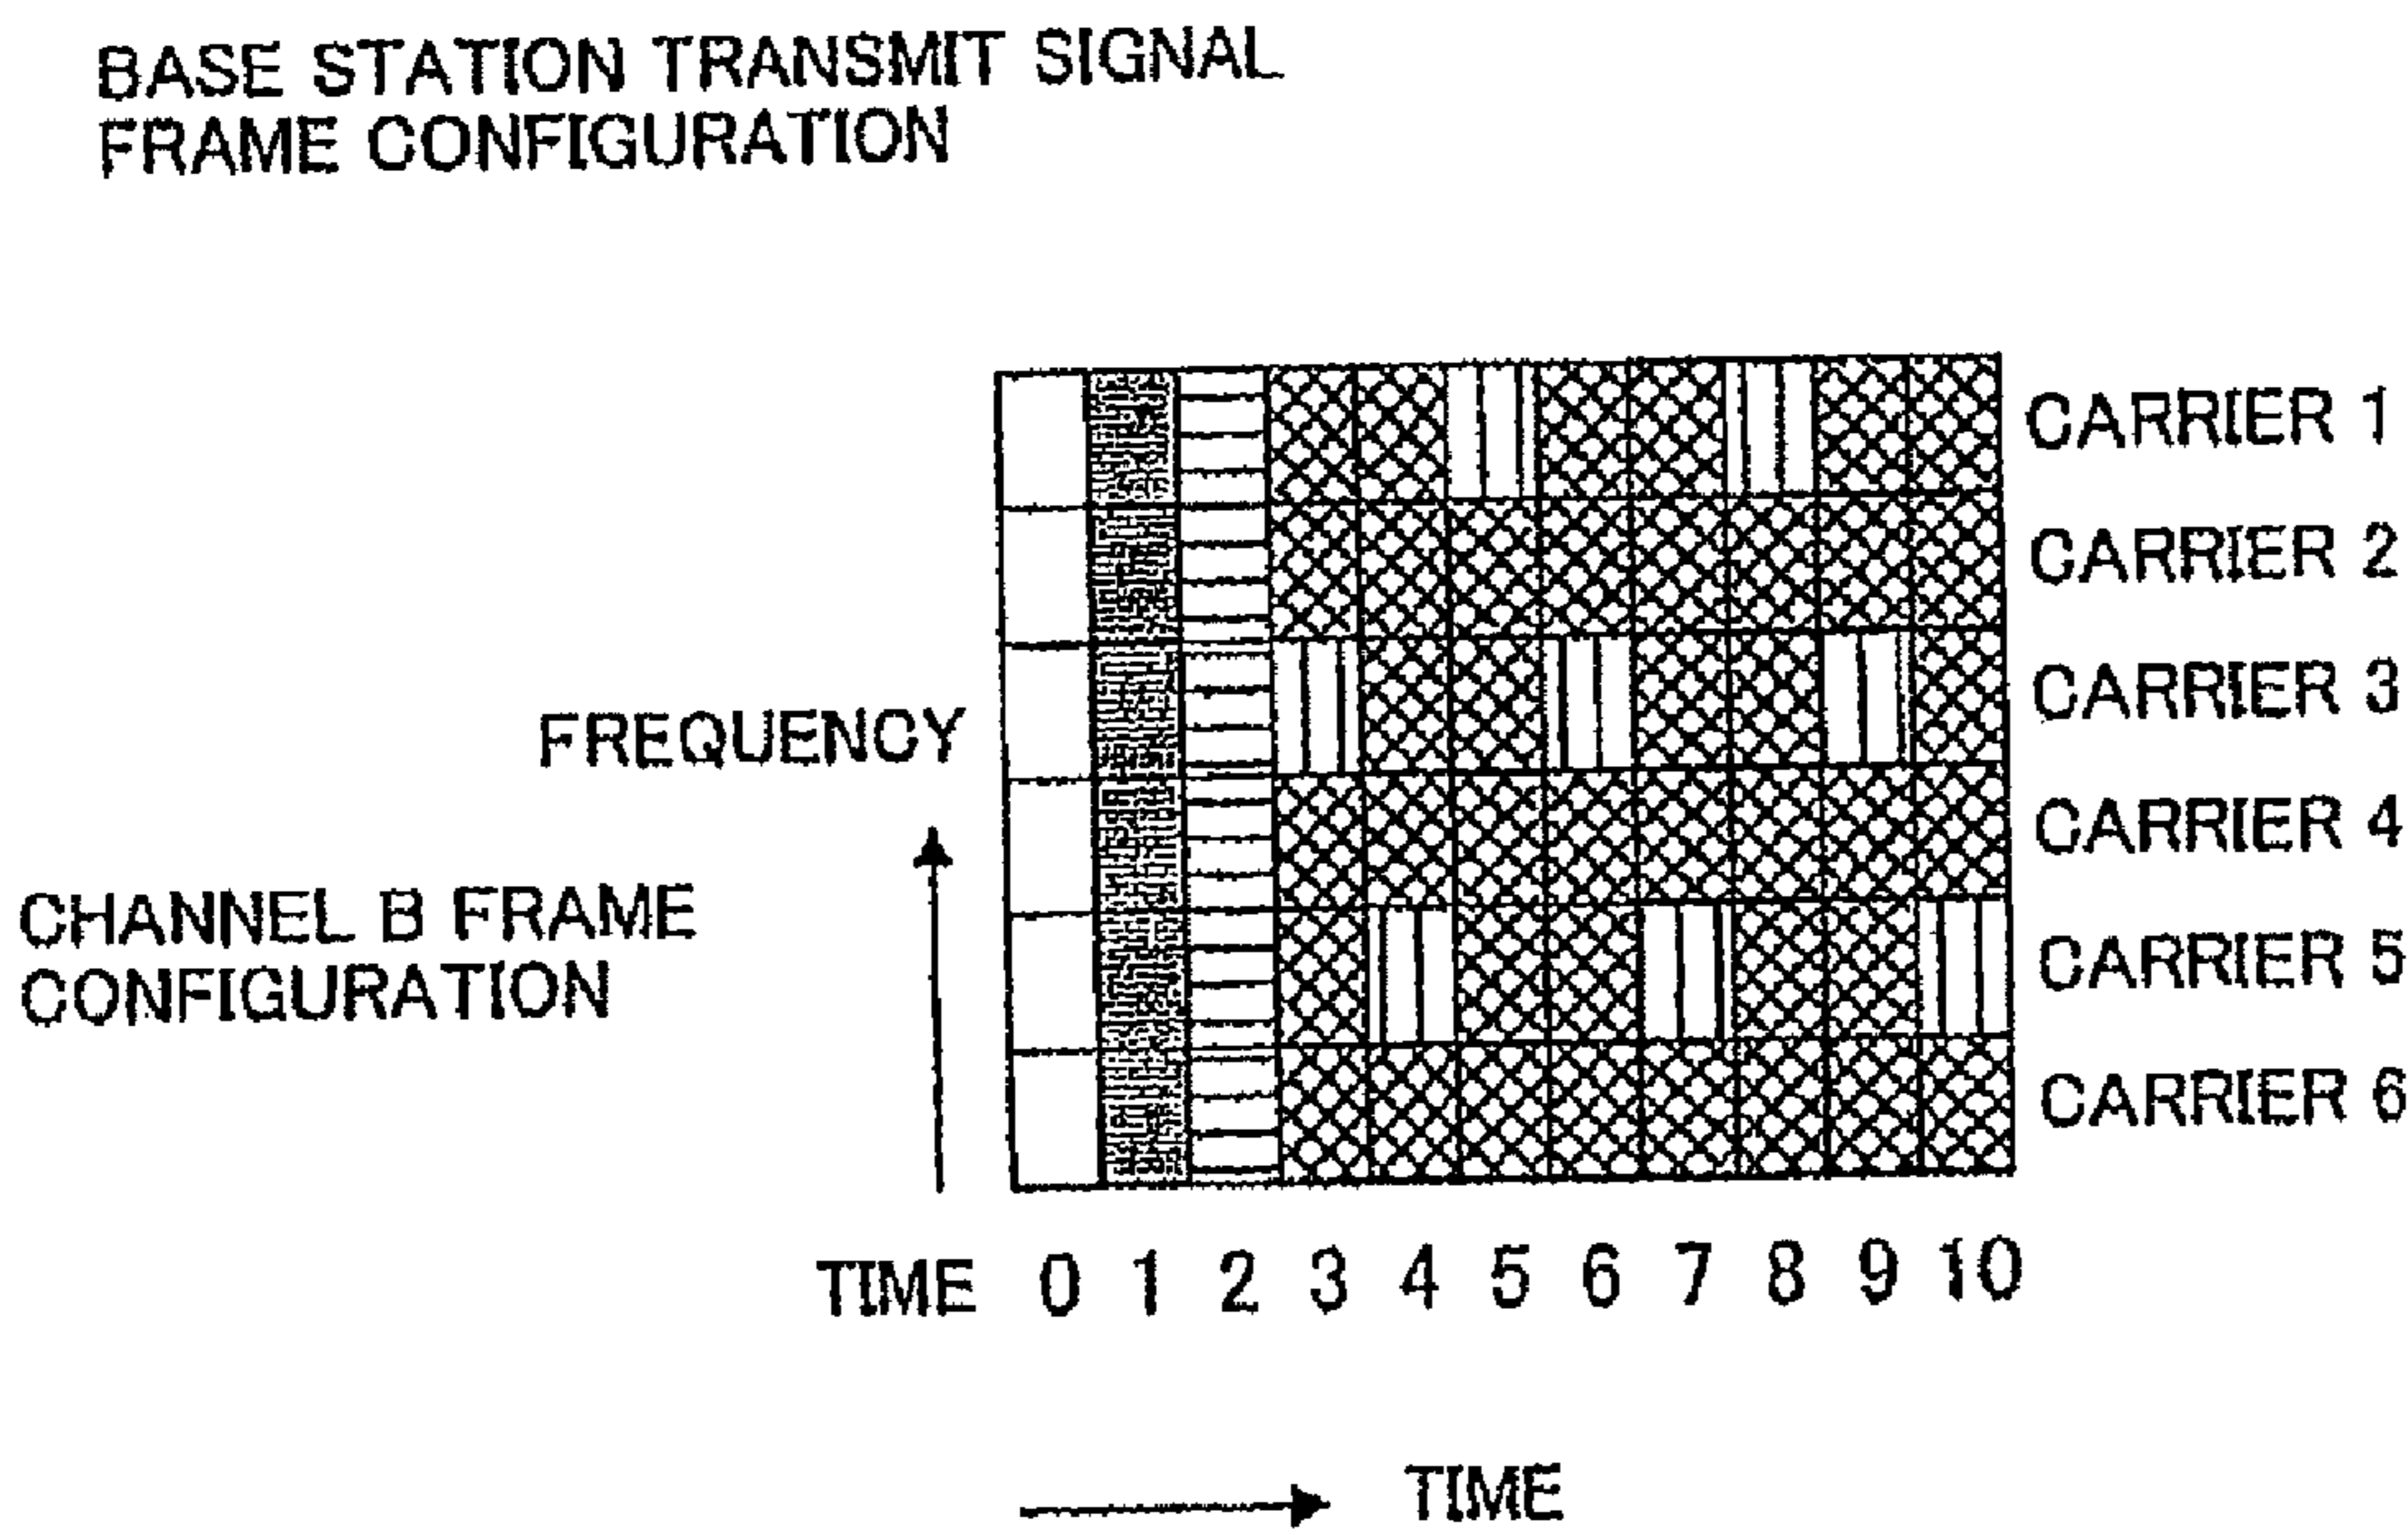 BASE STATION TRANSMIT SIGNAL
FRAME CONFIGURATION
CARRIER 1
CARRIER 2
CARRIER 3
CARRIER 4
CARRIER 5
CARRIER 6
FREQUENCY
CHANNEL B FRAME
CONFIGURATION
TIME 0 1 2 3 4 5 6 7 8 9 10
TIME